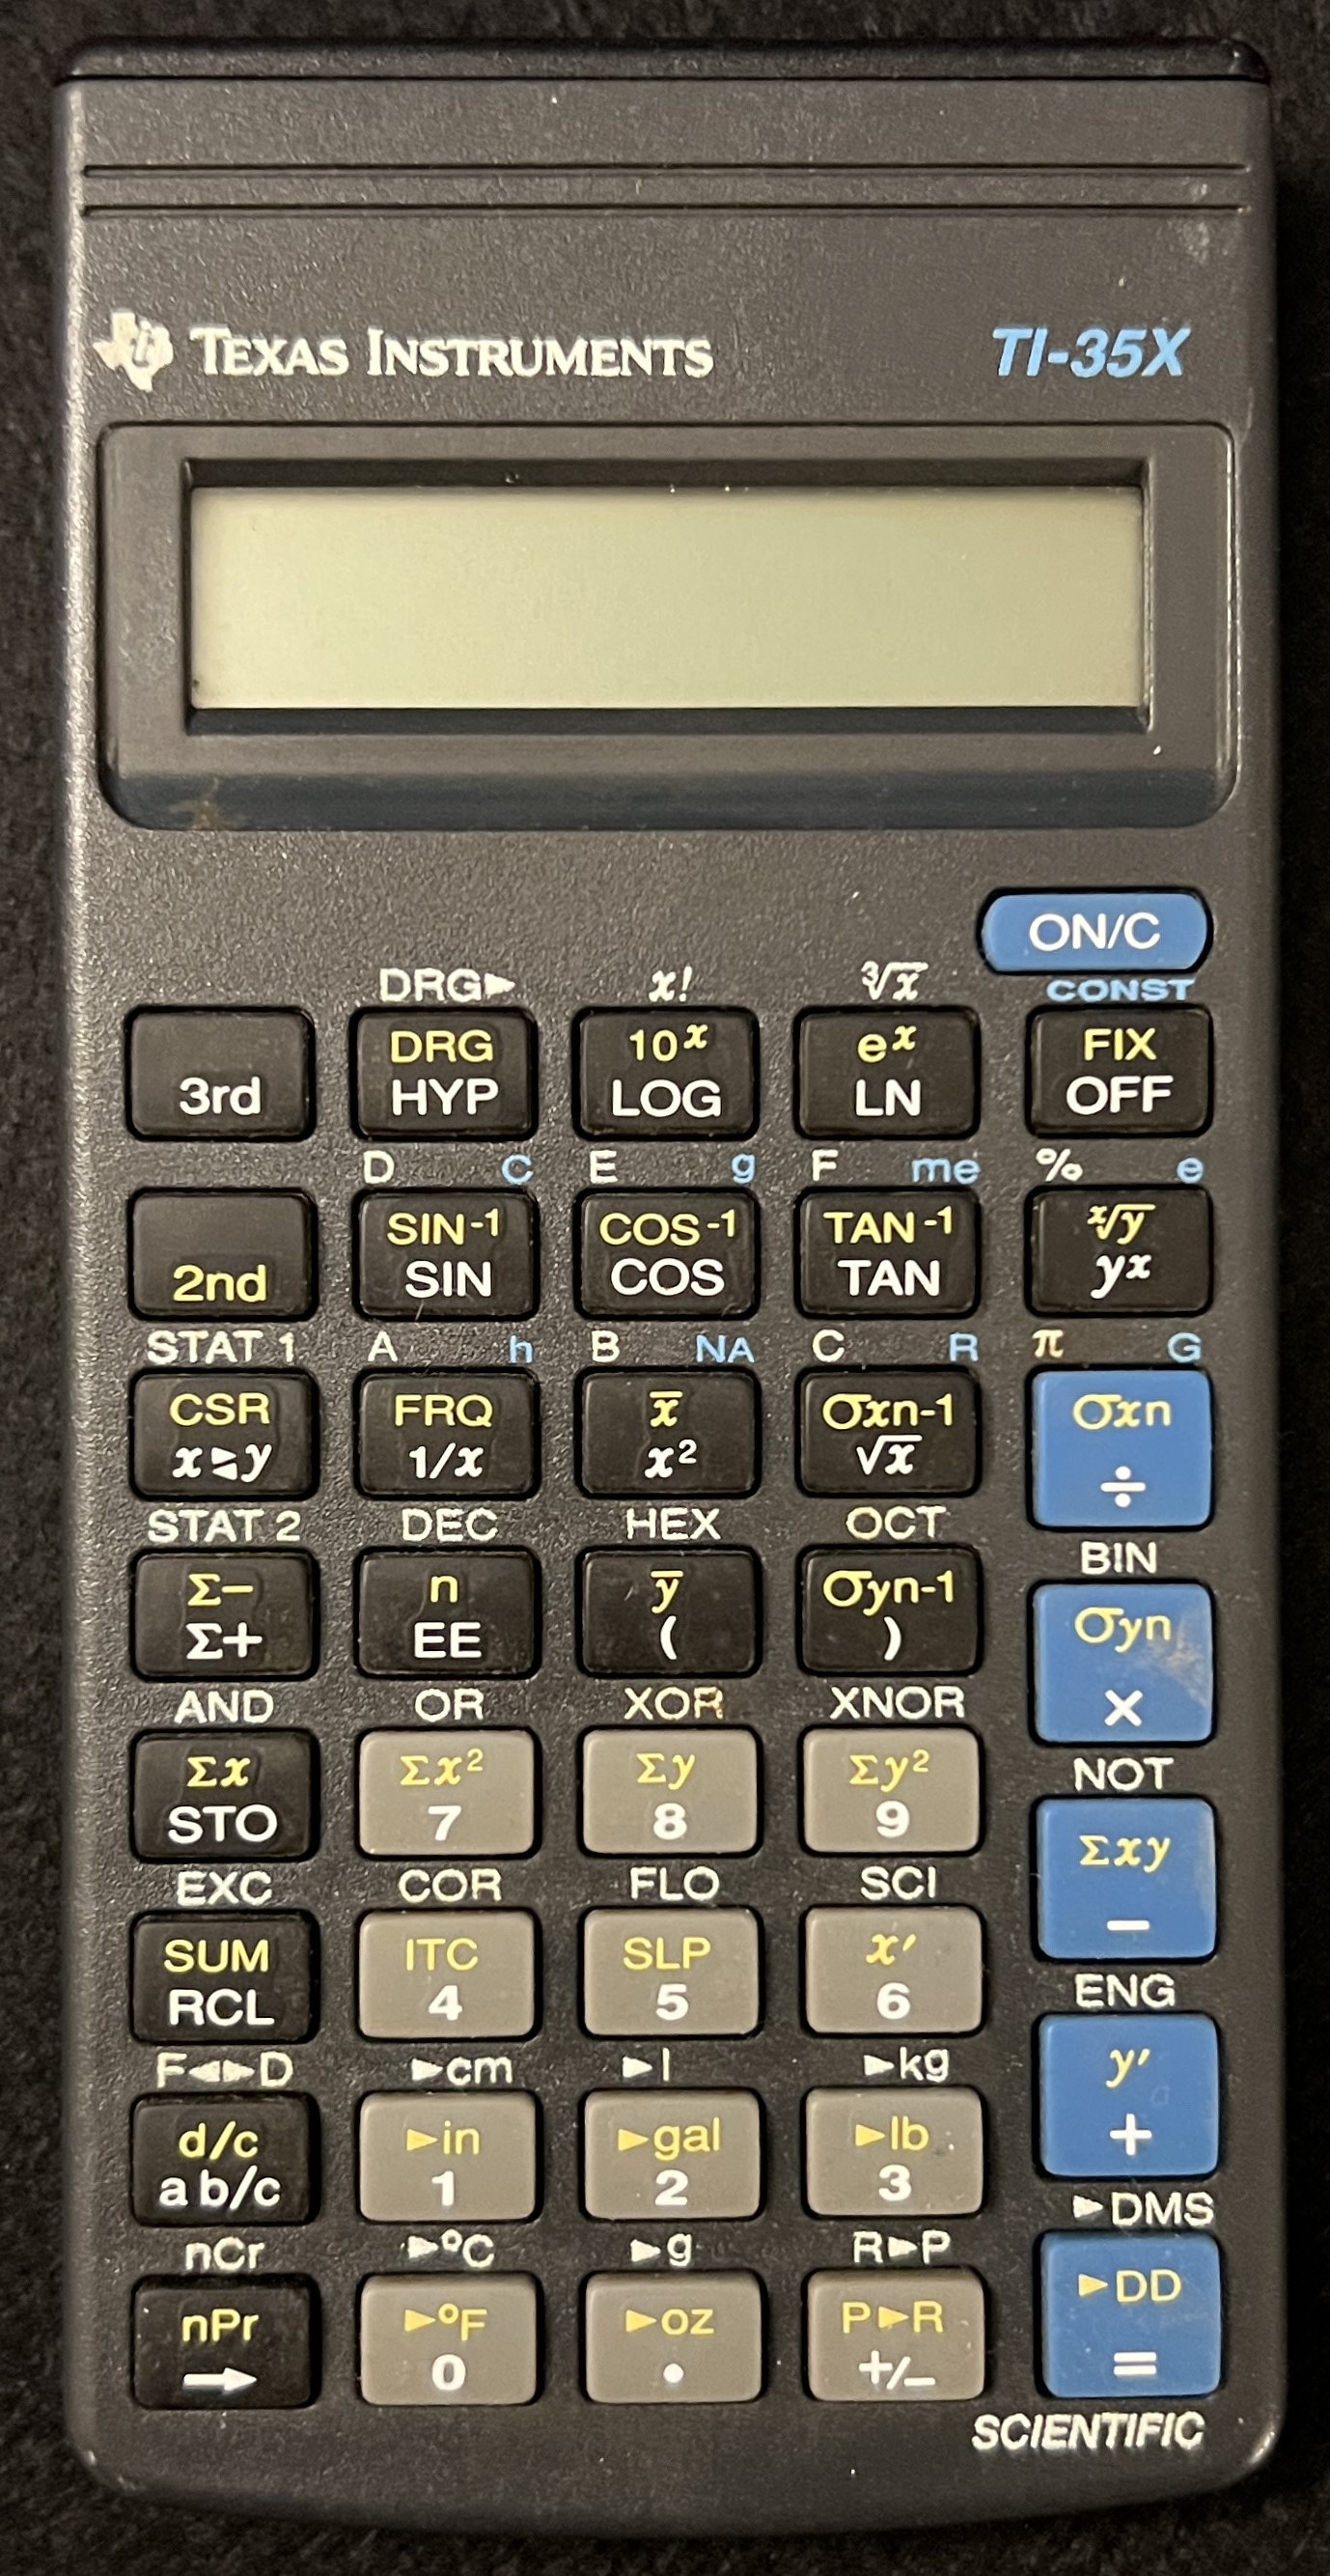 TEXAS INSTRUMENTS TI-35X
ON/C
DRG► x! ³√x CONST
DRG 10ˣ eˣ FIX
3rd HYP LOG LN OFF
D C E g F me % e
SIN-1 COS-1 TAN-1 ˣ√y
2nd SIN COS TAN yˣ
STAT 1 A h B NA C R π G
CSR FRQ x̅ σxn-1 σxn
x⇆y 1/x x² √x ÷
STAT 2 DEC HEX OCT BIN
Σ− n y̅ σyn-1 σyn
Σ+ EE ( ) ×
AND OR XOR XNOR NOT
Σx Σx² Σy Σy² Σxy
STO 7 8 9 −
EXC COR FLO SCI ENG
SUM ITC SLP x′ y′
RCL 4 5 6 +
F◄►D ►cm ►l ►kg ►DMS
d/c ►in ►gal ►lb ►DD
a b/c 1 2 3 =
nCr ►°C ►g R►P
nPr ►°F ►oz P►R
→ 0 . +/−
SCIENTIFIC